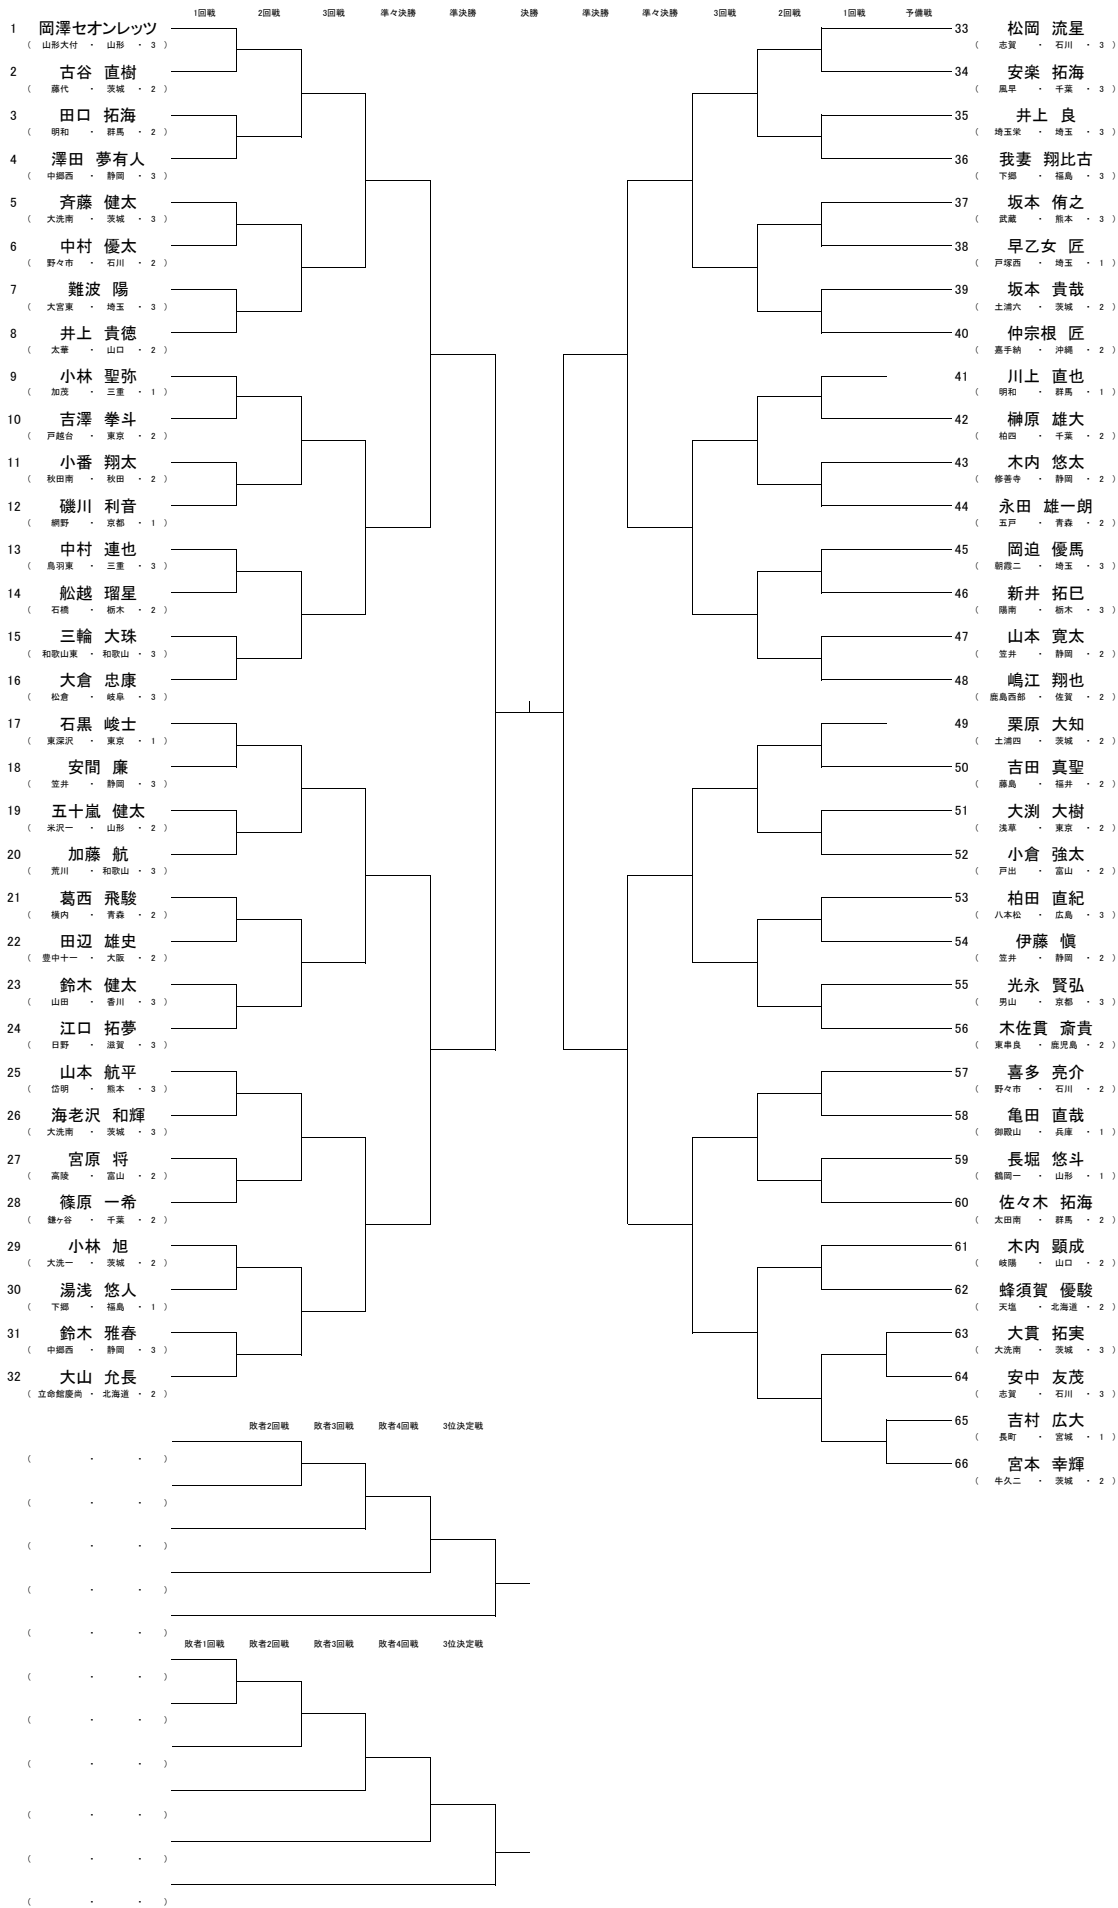 1回戦 2回戦 3回戦 準々決勝 準決勝 決勝 準決勝 準々決勝 3回戦 2回戦 1回戦 予備戦
1 岡澤セオンレッツ
( 山形大付 ・ 山形 ・ 3 )
2 古谷 直樹
( 藤代 ・ 茨城 ・ 2 )
3 田口 拓海
( 明和 ・ 群馬 ・ 2 )
4 澤田 夢有人
( 中郷西 ・ 静岡 ・ 3 )
5 斉藤 健太
( 大洗南 ・ 茨城 ・ 3 )
6 中村 優太
( 野々市 ・ 石川 ・ 2 )
7 難波 陽
( 大宮東 ・ 埼玉 ・ 3 )
8 井上 貴徳
( 太華 ・ 山口 ・ 2 )
9 小林 聖弥
( 加茂 ・ 三重 ・ 1 )
10 吉澤 拳斗
( 戸越台 ・ 東京 ・ 2 )
11 小番 翔太
( 秋田南 ・ 秋田 ・ 2 )
12 磯川 利音
( 網野 ・ 京都 ・ 1 )
13 中村 連也
( 鳥羽東 ・ 三重 ・ 3 )
14 舩越 瑠星
( 石橋 ・ 栃木 ・ 2 )
15 三輪 大珠
( 和歌山東 ・ 和歌山 ・ 3 )
16 大倉 忠康
( 松倉 ・ 岐阜 ・ 3 )
17 石黒 峻士
( 東深沢 ・ 東京 ・ 1 )
18 安間 廉
( 笠井 ・ 静岡 ・ 3 )
19 五十嵐 健太
( 米沢一 ・ 山形 ・ 2 )
20 加藤 航
( 荒川 ・ 和歌山 ・ 3 )
21 葛西 飛駿
( 横内 ・ 青森 ・ 2 )
22 田辺 雄史
( 豊中十一 ・ 大阪 ・ 2 )
23 鈴木 健太
( 山田 ・ 香川 ・ 3 )
24 江口 拓夢
( 日野 ・ 滋賀 ・ 3 )
25 山本 航平
( 岱明 ・ 熊本 ・ 3 )
26 海老沢 和輝
( 大洗南 ・ 茨城 ・ 3 )
27 宮原 将
( 高陵 ・ 富山 ・ 2 )
28 篠原 一希
( 鎌ヶ谷 ・ 千葉 ・ 2 )
29 小林 旭
( 大洗一 ・ 茨城 ・ 2 )
30 湯浅 悠人
( 下郷 ・ 福島 ・ 1 )
31 鈴木 雅春
( 中郷西 ・ 静岡 ・ 3 )
32 大山 允長
( 立命館慶尚 ・ 北海道 ・ 2 )
33 松岡 流星
( 志賀 ・ 石川 ・ 3 )
34 安楽 拓海
( 風早 ・ 千葉 ・ 3 )
35 井上 良
( 埼玉栄 ・ 埼玉 ・ 3 )
36 我妻 翔比古
( 下郷 ・ 福島 ・ 3 )
37 坂本 侑之
( 武蔵 ・ 熊本 ・ 3 )
38 早乙女 匠
( 戸塚西 ・ 埼玉 ・ 1 )
39 坂本 貴哉
( 土浦六 ・ 茨城 ・ 2 )
40 仲宗根 匠
( 嘉手納 ・ 沖縄 ・ 2 )
41 川上 直也
( 明和 ・ 群馬 ・ 1 )
42 榊原 雄大
( 柏四 ・ 千葉 ・ 2 )
43 木内 悠太
( 修善寺 ・ 静岡 ・ 2 )
44 永田 雄一朗
( 五戸 ・ 青森 ・ 2 )
45 岡迫 優馬
( 朝霞二 ・ 埼玉 ・ 3 )
46 新井 拓巳
( 陽南 ・ 栃木 ・ 3 )
47 山本 寛太
( 笠井 ・ 静岡 ・ 2 )
48 嶋江 翔也
( 鹿島西部 ・ 佐賀 ・ 2 )
49 栗原 大知
( 土浦四 ・ 茨城 ・ 2 )
50 吉田 真聖
( 藤島 ・ 福井 ・ 2 )
51 大渕 大樹
( 浅草 ・ 東京 ・ 2 )
52 小倉 強太
( 戸出 ・ 富山 ・ 2 )
53 柏田 直紀
( 八本松 ・ 広島 ・ 3 )
54 伊藤 愼
( 笠井 ・ 静岡 ・ 2 )
55 光永 賢弘
( 男山 ・ 京都 ・ 3 )
56 木佐貫 斎貴
( 東串良 ・ 鹿児島 ・ 2 )
57 喜多 亮介
( 野々市 ・ 石川 ・ 2 )
58 亀田 直哉
( 御殿山 ・ 兵庫 ・ 1 )
59 長堀 悠斗
( 鶴岡一 ・ 山形 ・ 1 )
60 佐々木 拓海
( 太田南 ・ 群馬 ・ 2 )
61 木内 顕成
( 岐陽 ・ 山口 ・ 2 )
62 蜂須賀 優駿
( 天塩 ・ 北海道 ・ 2 )
63 大貫 拓実
( 大洗南 ・ 茨城 ・ 3 )
64 安中 友茂
( 志賀 ・ 石川 ・ 3 )
65 吉村 広大
( 長町 ・ 宮城 ・ 1 )
66 宮本 幸輝
( 牛久二 ・ 茨城 ・ 2 )
敗者2回戦 敗者3回戦 敗者4回戦 3位決定戦
( ・ ・ )
( ・ ・ )
( ・ ・ )
( ・ ・ )
( ・ ・ )
敗者1回戦 敗者2回戦 敗者3回戦 敗者4回戦 3位決定戦
( ・ ・ )
( ・ ・ )
( ・ ・ )
( ・ ・ )
( ・ ・ )
( ・ ・ )